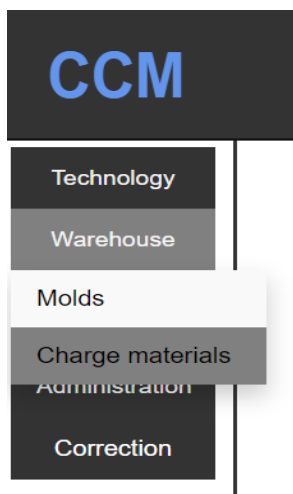 CCM
Technology
Warehouse
Molds
Charge materials
Administration
Correction